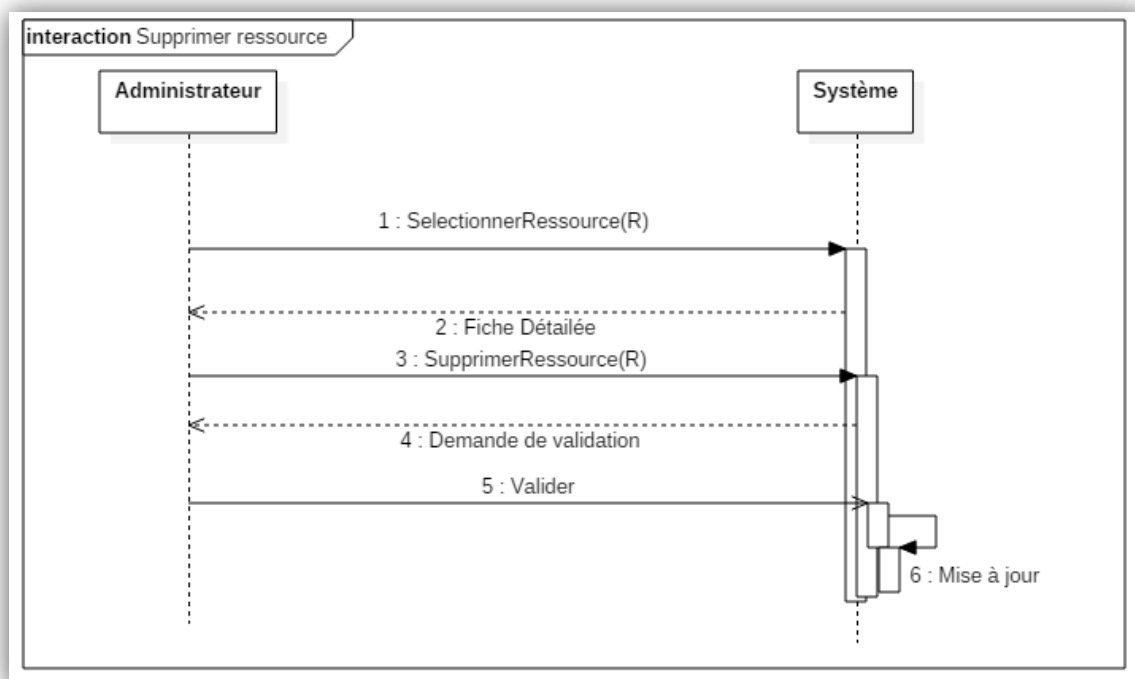 interaction Supprimer ressource
Administrateur
Système
1 : SelectionnerRessource(R)
2 : Fiche Détailée
3 : SupprimerRessource(R)
4 : Demande de validation
5 : Valider
6 : Mise à jour